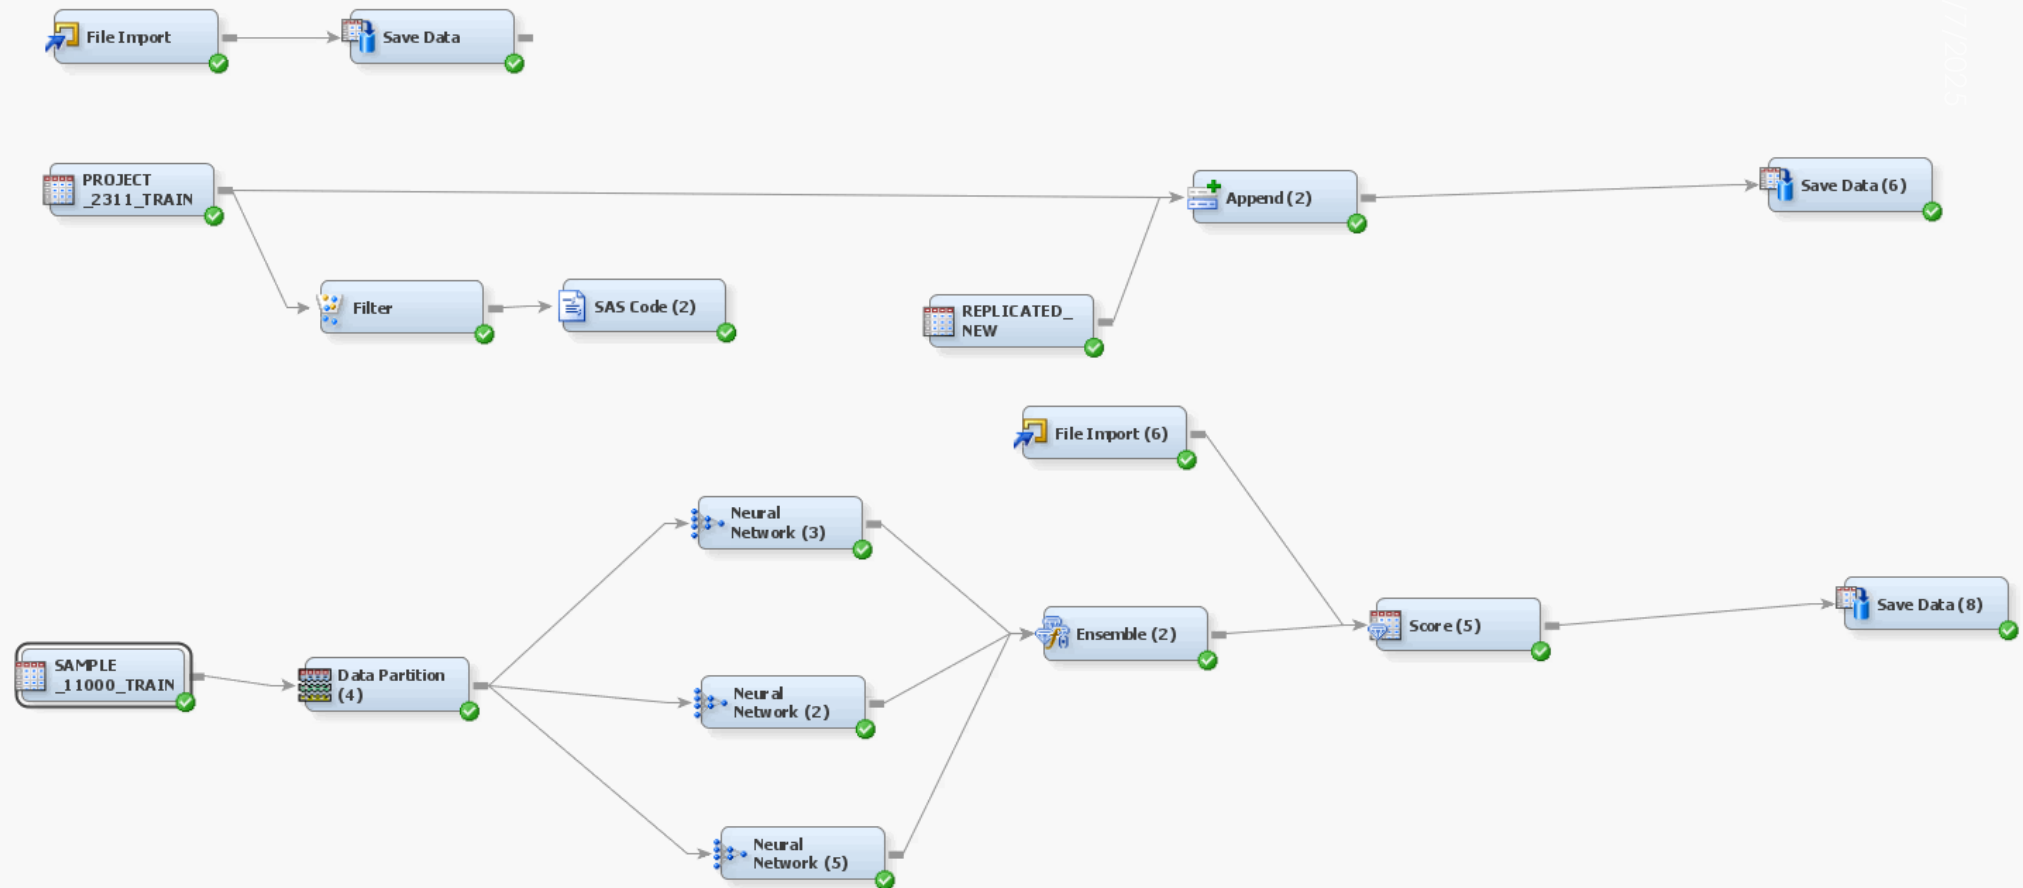 File Import
Save Data
PROJECT
_2311_TRAIN
Append (2)
Save Data (6)
Filter
SAS Code (2)
REPLICATED_
NEW
File Import (6)
Neural
Network (3)
Ensemble (2)
Score (5)
Save Data (8)
SAMPLE
_11000_TRAIN
Data Partition
(4)
Neural
Network (2)
Neural
Network (5)